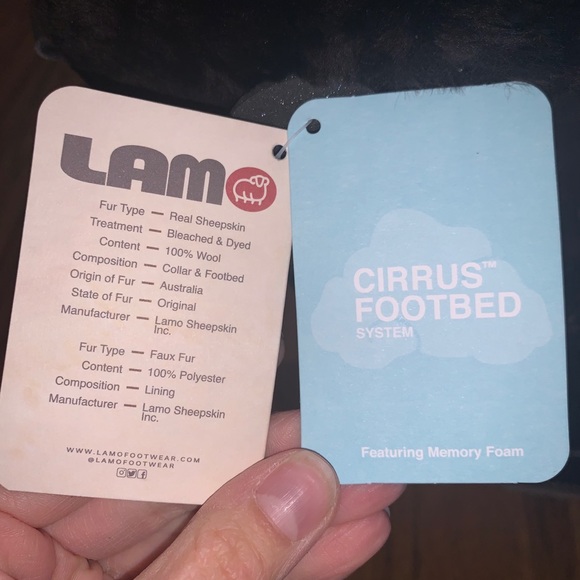 LAMO
Fur Type — Real Sheepskin
Treatment — Bleached & Dyed
Content — 100% Wool
Composition — Collar & Footbed
Origin of Fur — Australia
State of Fur — Original
Manufacturer — Lamo Sheepskin
Inc.
Fur Type — Faux Fur
Content — 100% Polyester
Composition — Lining
Manufacturer — Lamo Sheepskin
Inc.
WWW.LAMOFOOTWEAR.COM
@LAMOFOOTWEAR
CIRRUS™
FOOTBED
SYSTEM
Featuring Memory Foam